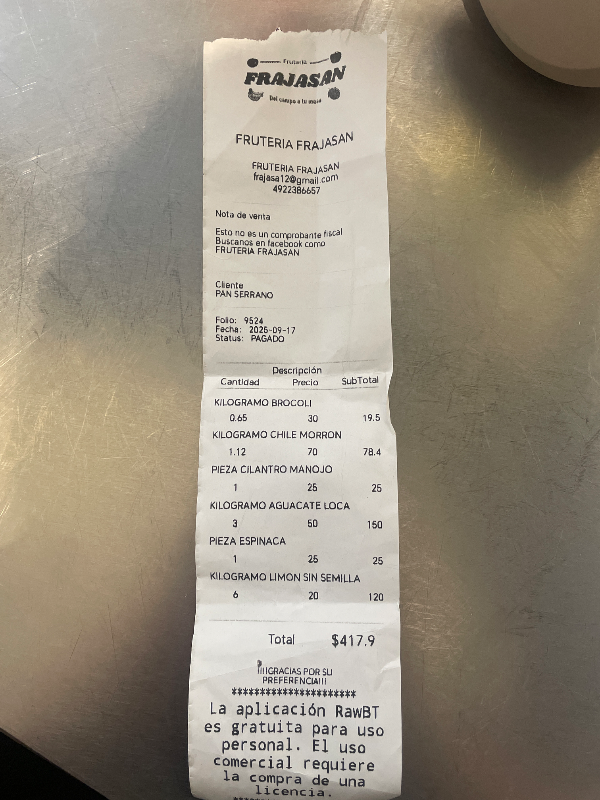 Frutería
FRAJASAN
Del campo a tu mesa
FRUTERIA FRAJASAN
FRUTERIA FRAJASAN
frajasa12@gmail.com
4922386657
Nota de venta
Esto no es un comprobante fiscal
Buscanos en facebook como
FRUTERIA FRAJASAN
Cliente
PAN SERRANO
Folio: 9524
Fecha: 2025-09-17
Status: PAGADO
Descripción
Cantidad Precio SubTotal
KILOGRAMO BROCOLI
0.65 30 19.5
KILOGRAMO CHILE MORRON
1.12 70 78.4
PIEZA CILANTRO MANOJO
1 25 25
KILOGRAMO AGUACATE LOCA
3 50 150
PIEZA ESPINACA
1 25 25
KILOGRAMO LIMON SIN SEMILLA
6 20 120
Total $417.9
¡¡¡¡GRACIAS POR SU
PREFERENCIA!!!
**********************
La aplicación RawBT
es gratuita para uso
personal. El uso
comercial requiere
la compra de una
licencia.